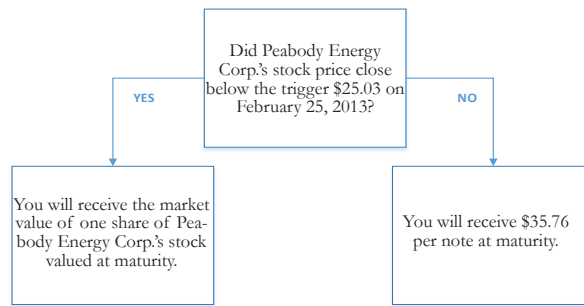 Did Peabody Energy
Corp.'s stock price close
below the trigger $25.03 on
February 25, 2013?
YES
NO
You will receive the market
value of one share of Pea-
body Energy Corp.'s stock
valued at maturity.
You will receive $35.76
per note at maturity.